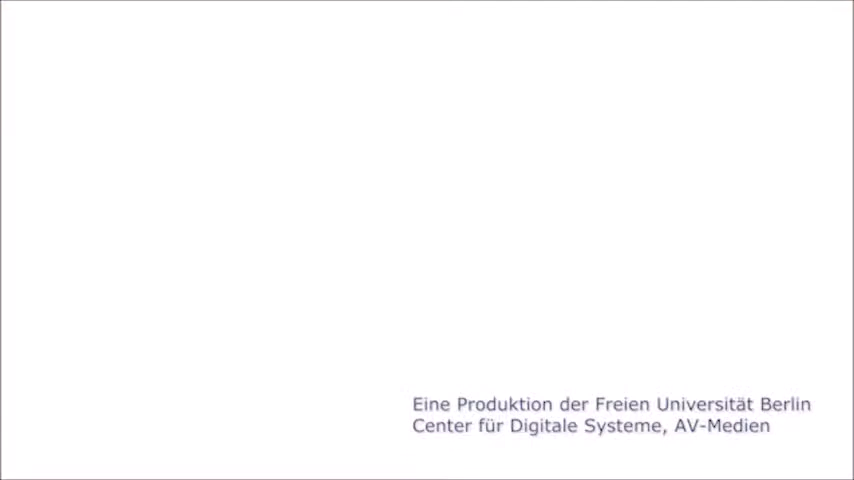 Eine Produktion der Freien Universität Berlin
Center für Digitale Systeme, AV-Medien